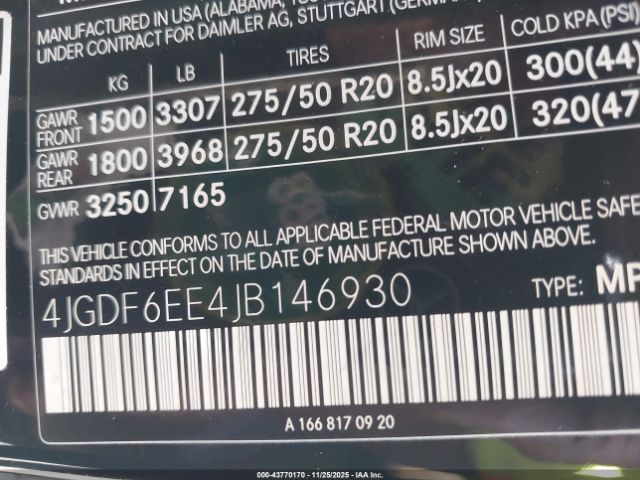 MANUFACTURED IN USA (ALABAMA,
UNDER CONTRACT FOR DAIMLER AG, STUTTGART (GERMANY
KG LB TIRES RIM SIZE COLD KPA(PSI)
GAWR FRONT 1500 3307 275/50 R20 8.5Jx20 300(44
GAWR REAR 1800 3968 275/50 R20 8.5Jx20 320(47
GVWR 3250 7165
THIS VEHICLE CONFORMS TO ALL APPLICABLE FEDERAL MOTOR VEHICLE SAFE
STANDARDS IN EFFECT ON THE DATE OF MANUFACTURE SHOWN ABOVE.
4JGDF6EE4JB146930 TYPE: MP
A 166 817 09 20
000-43770170 - 11/25/2025 - IAA Inc.